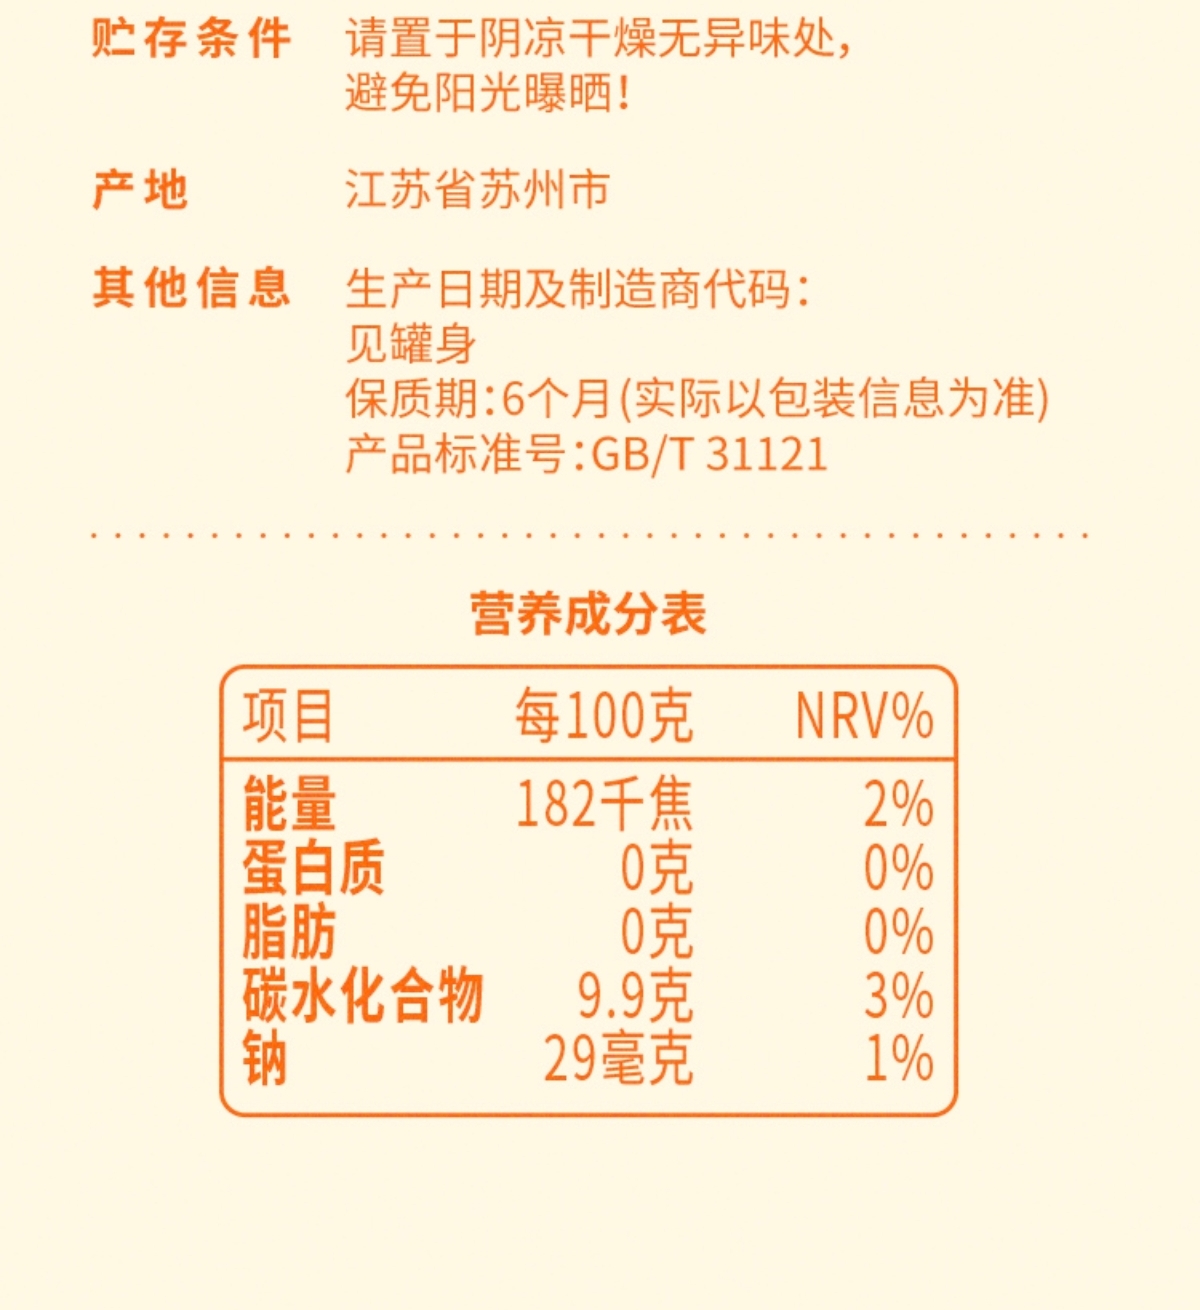 贮存条件 请置于阴凉干燥无异味处，
避免阳光曝晒！
产地 江苏省苏州市
其他信息 生产日期及制造商代码：
见罐身
保质期：6个月(实际以包装信息为准)
产品标准号：GB/T 31121
营养成分表
项目 每100克 NRV%
能量 182千焦 2%
蛋白质 0克 0%
脂肪 0克 0%
碳水化合物 9.9克 3%
钠 29毫克 1%